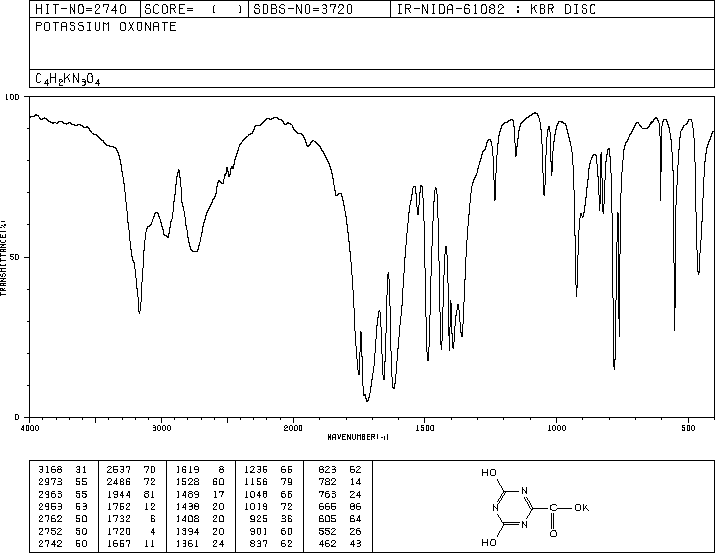 HIT-NO=2740 SCORE= ( ) SDBS-NO=3720 IR-NIDA-61082 : KBR DISC
POTASSIUM OXONATE
C4H2KN3O4
100
50
0
TRANSMITTANCE(%)
4000 3000 2000 1500 1000 500
WAVENUMBER(-1)
3168 31 2537 70 1619 8 1236 66 823 62
2973 55 2486 72 1528 60 1156 79 782 14
2963 55 1944 81 1489 17 1048 66 763 24
2953 53 1752 12 1438 20 1019 72 666 86
2762 50 1732 6 1408 20 925 36 605 64
2752 50 1720 4 1394 20 901 60 552 26
2742 50 1657 11 1361 24 837 62 462 43
HO
N N C OK
O
N
HO